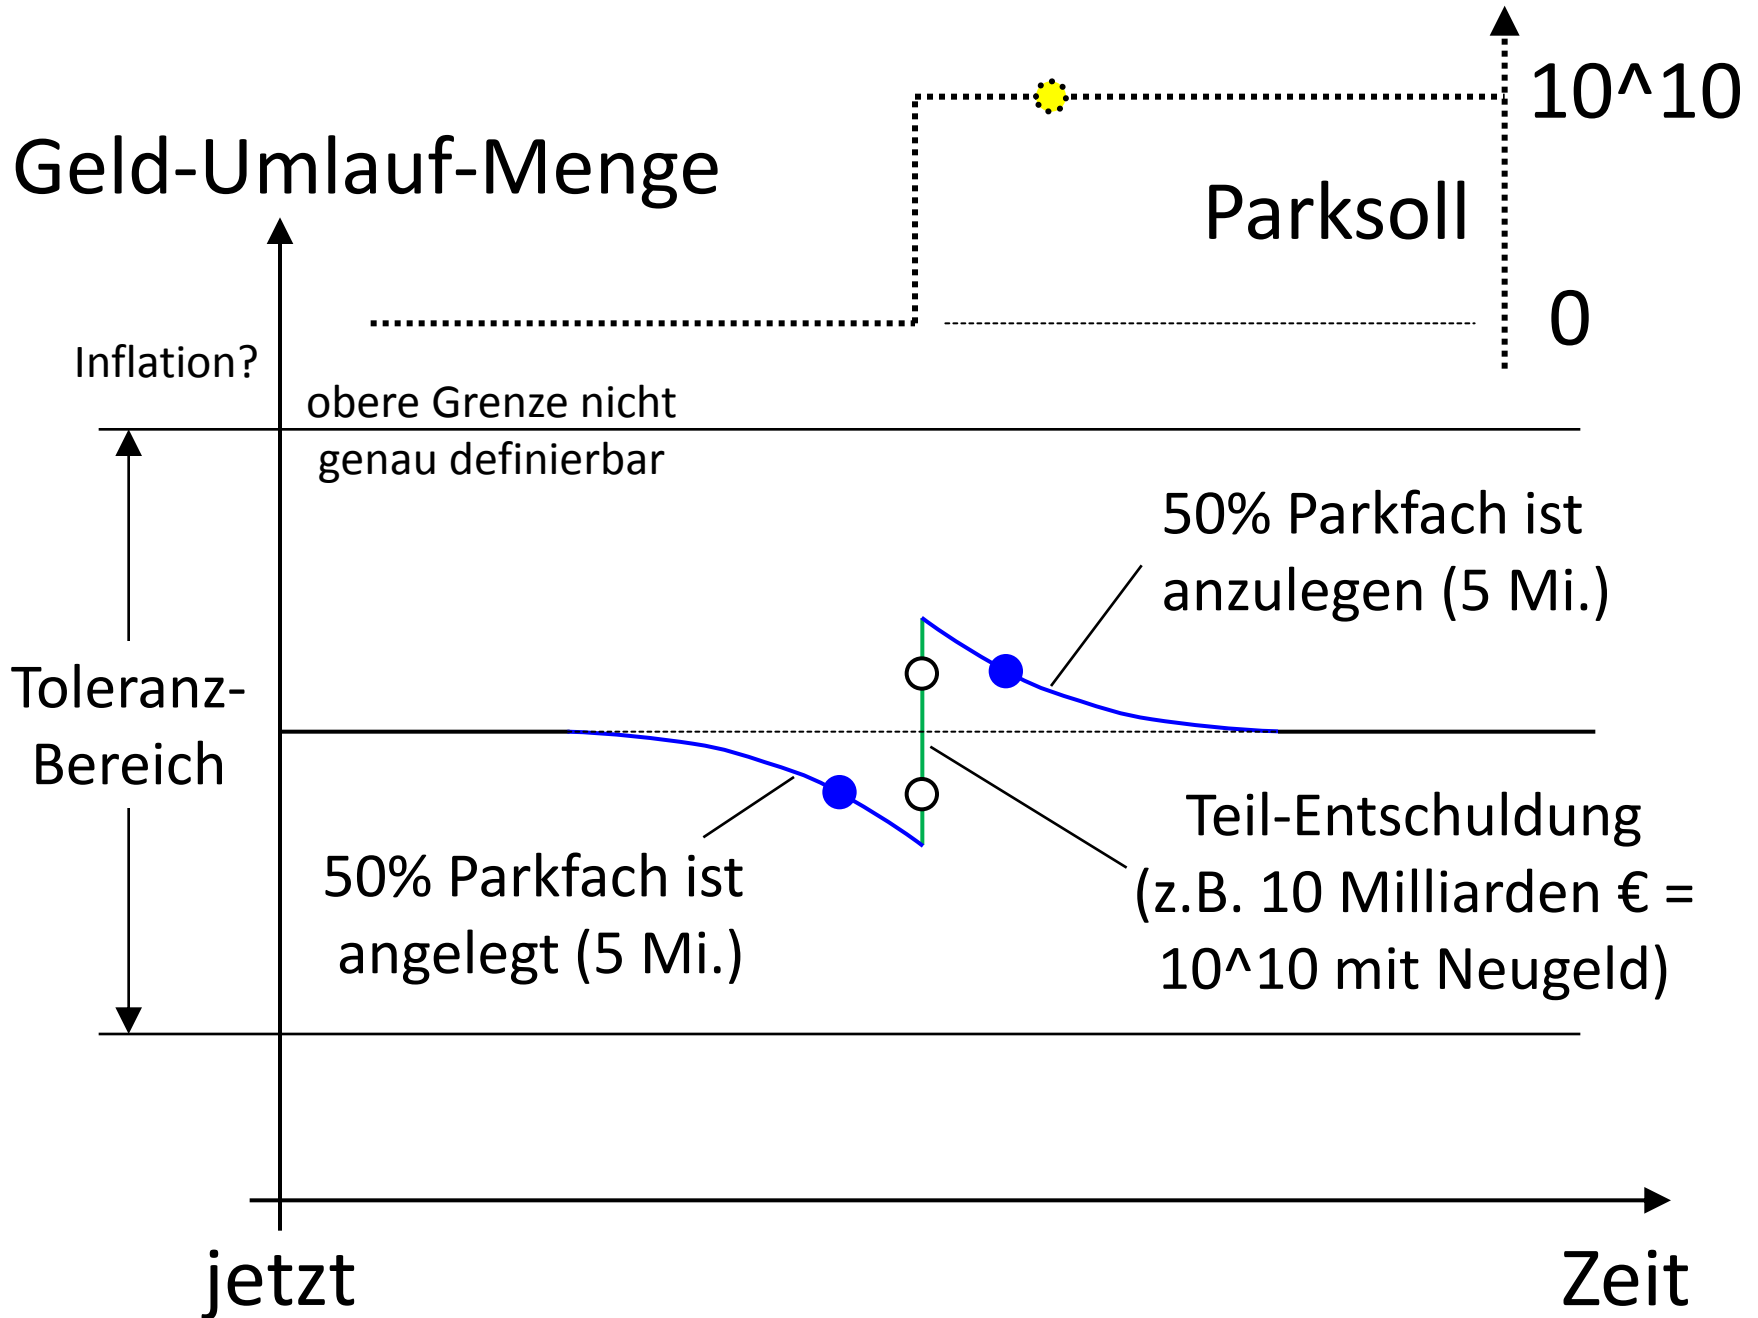 10^10
Geld-Umlauf-Menge
Parksoll
0
Inflation?
obere Grenze nicht
genau definierbar
50% Parkfach ist
anzulegen (5 Mi.)
Toleranz-
Bereich
Teil-Entschuldung
(z.B. 10 Milliarden € =
10^10 mit Neugeld)
50% Parkfach ist
angelegt (5 Mi.)
jetzt
Zeit